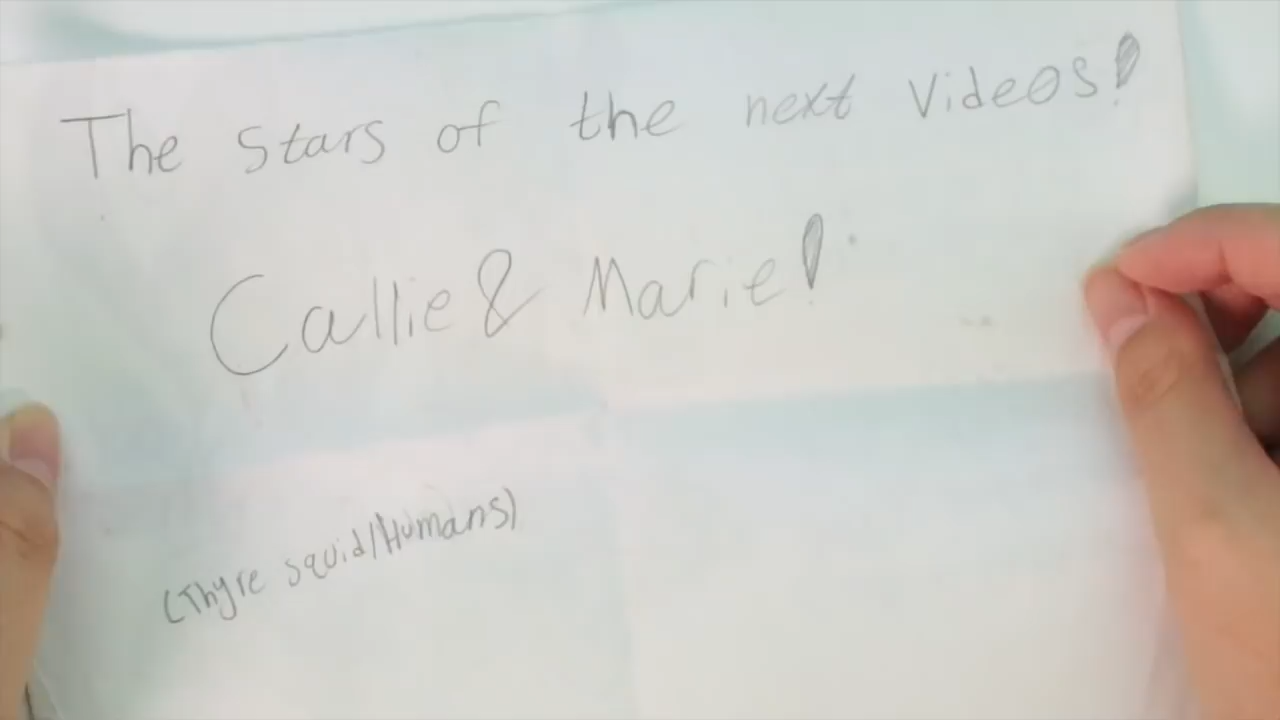 The Stars of the next Videos!
Callie & Marie!
(Thyre squid/Humans)